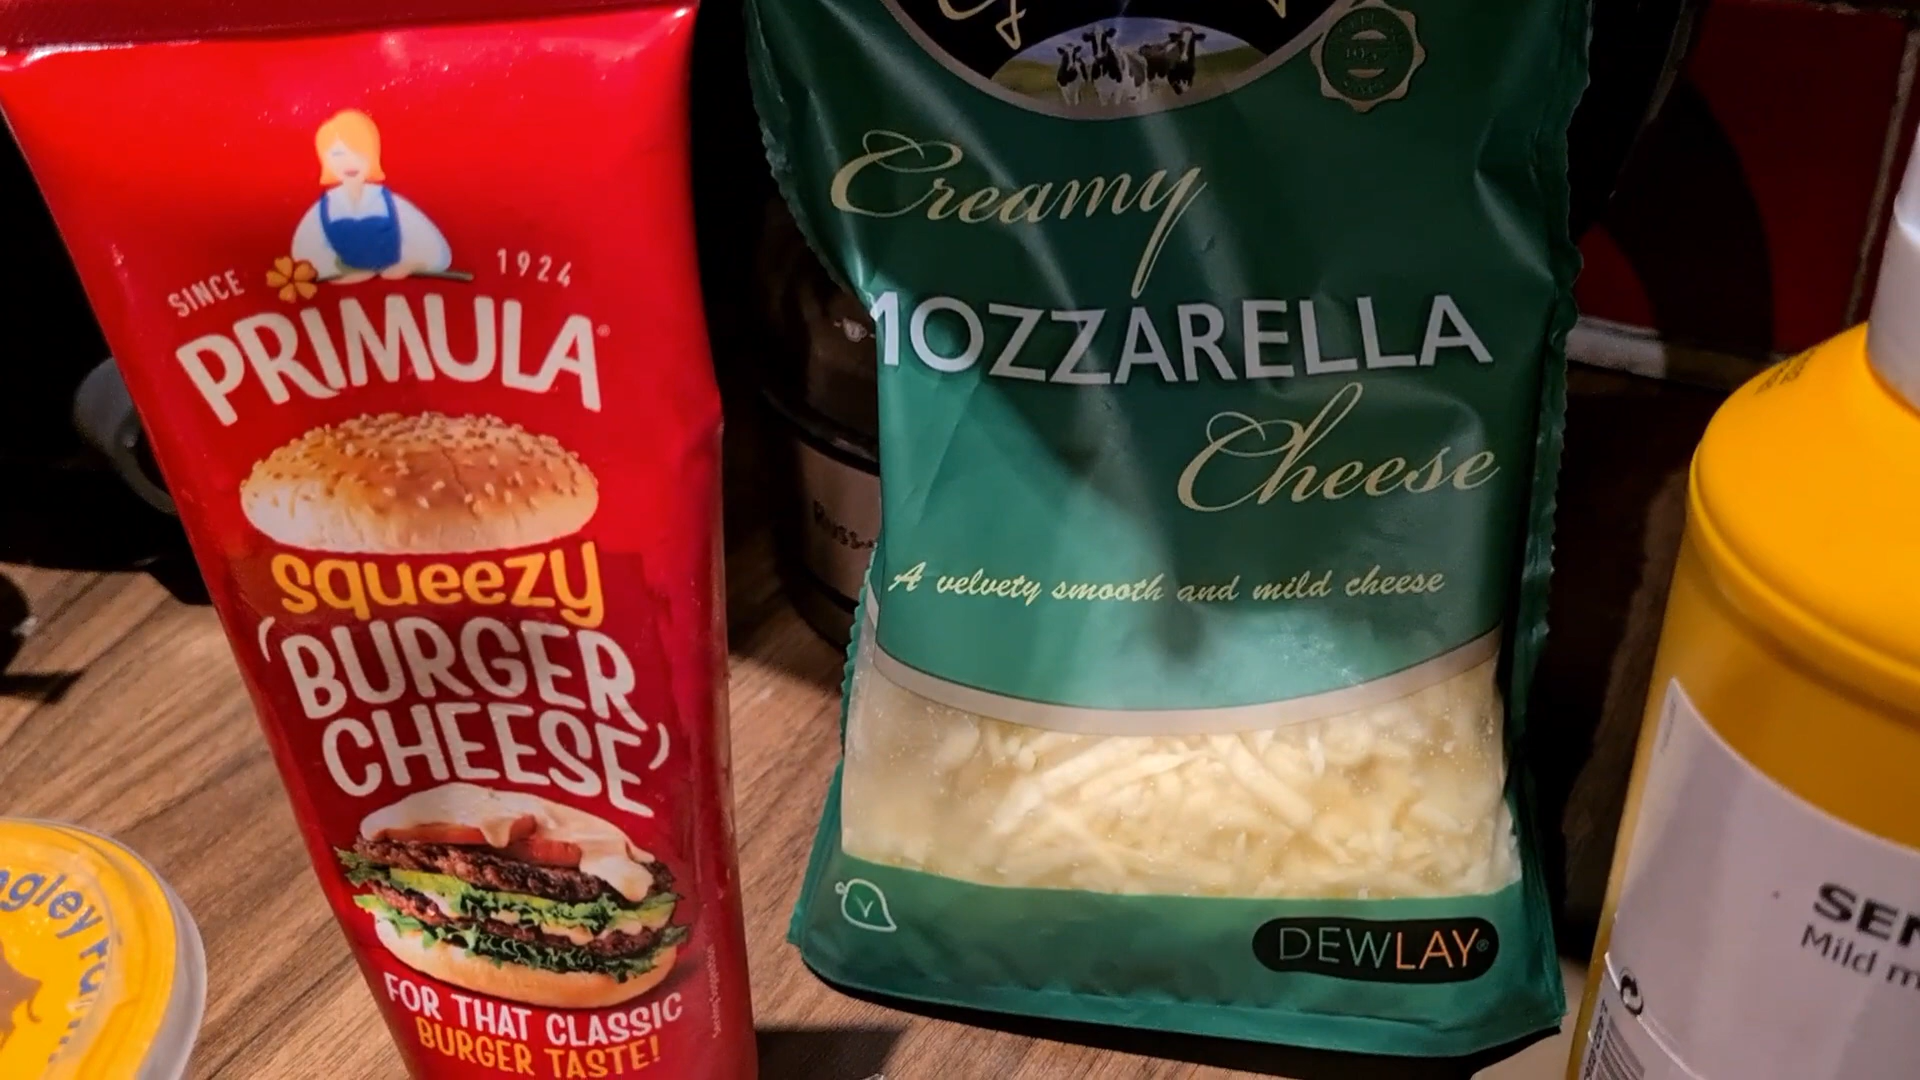 SINCE 1924
PRIMULA
squeezy
'BURGER
CHEESE'
FOR THAT CLASSIC
BURGER TASTE!
Creamy
MOZZARELLA
Cheese
A velvety smooth and mild cheese
DEWLAY
SEN
Mild m